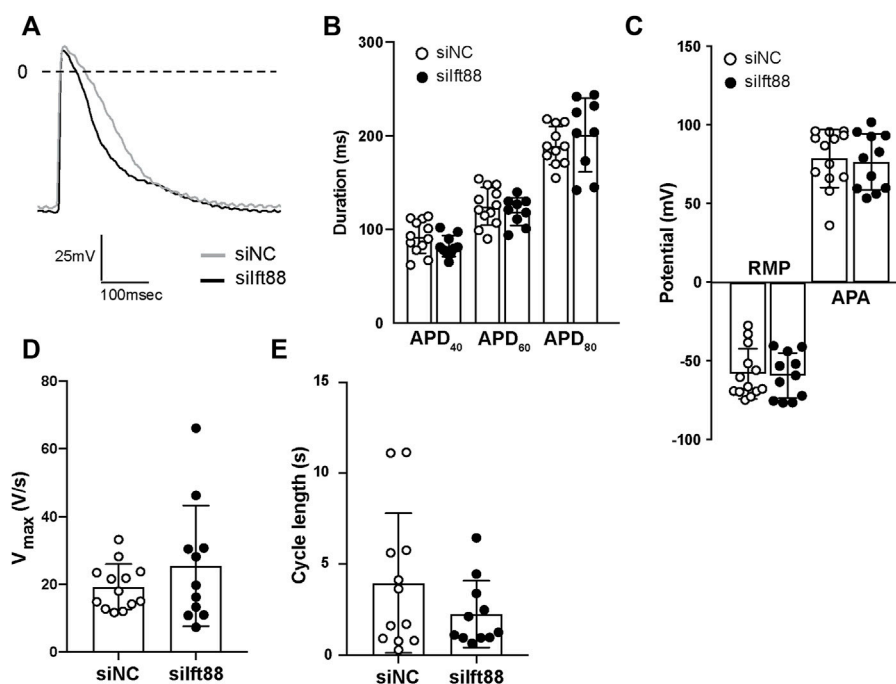 A
0
25mV
100msec
siNC
siIft88
B
siNC
siIft88
Duration (ms)
300
200
100
0
APD40 APD60 APD80
C
siNC
siIft88
Potential (mV)
150
100
50
0
-50
-100
RMP
APA
D
Vmax (V/s)
80
60
40
20
0
siNC siIft88
E
Cycle length (s)
15
10
5
0
siNC siIft88